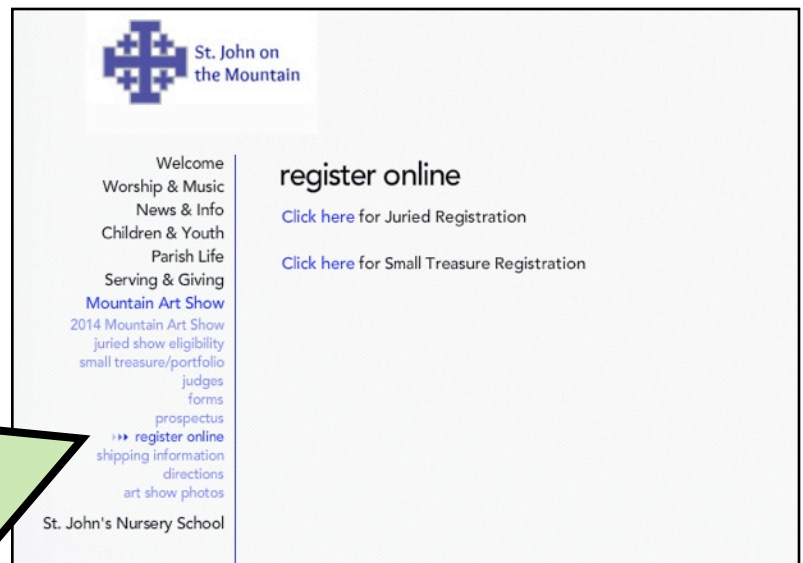 St. John on
the Mountain
Welcome
Worship & Music
News & Info
Children & Youth
Parish Life
Serving & Giving
Mountain Art Show
2014 Mountain Art Show
juried show eligibility
small treasure/portfolio
judges
forms
prospectus
register online
shipping information
directions
art show photos
St. John's Nursery School
register online
Click here for Juried Registration
Click here for Small Treasure Registration